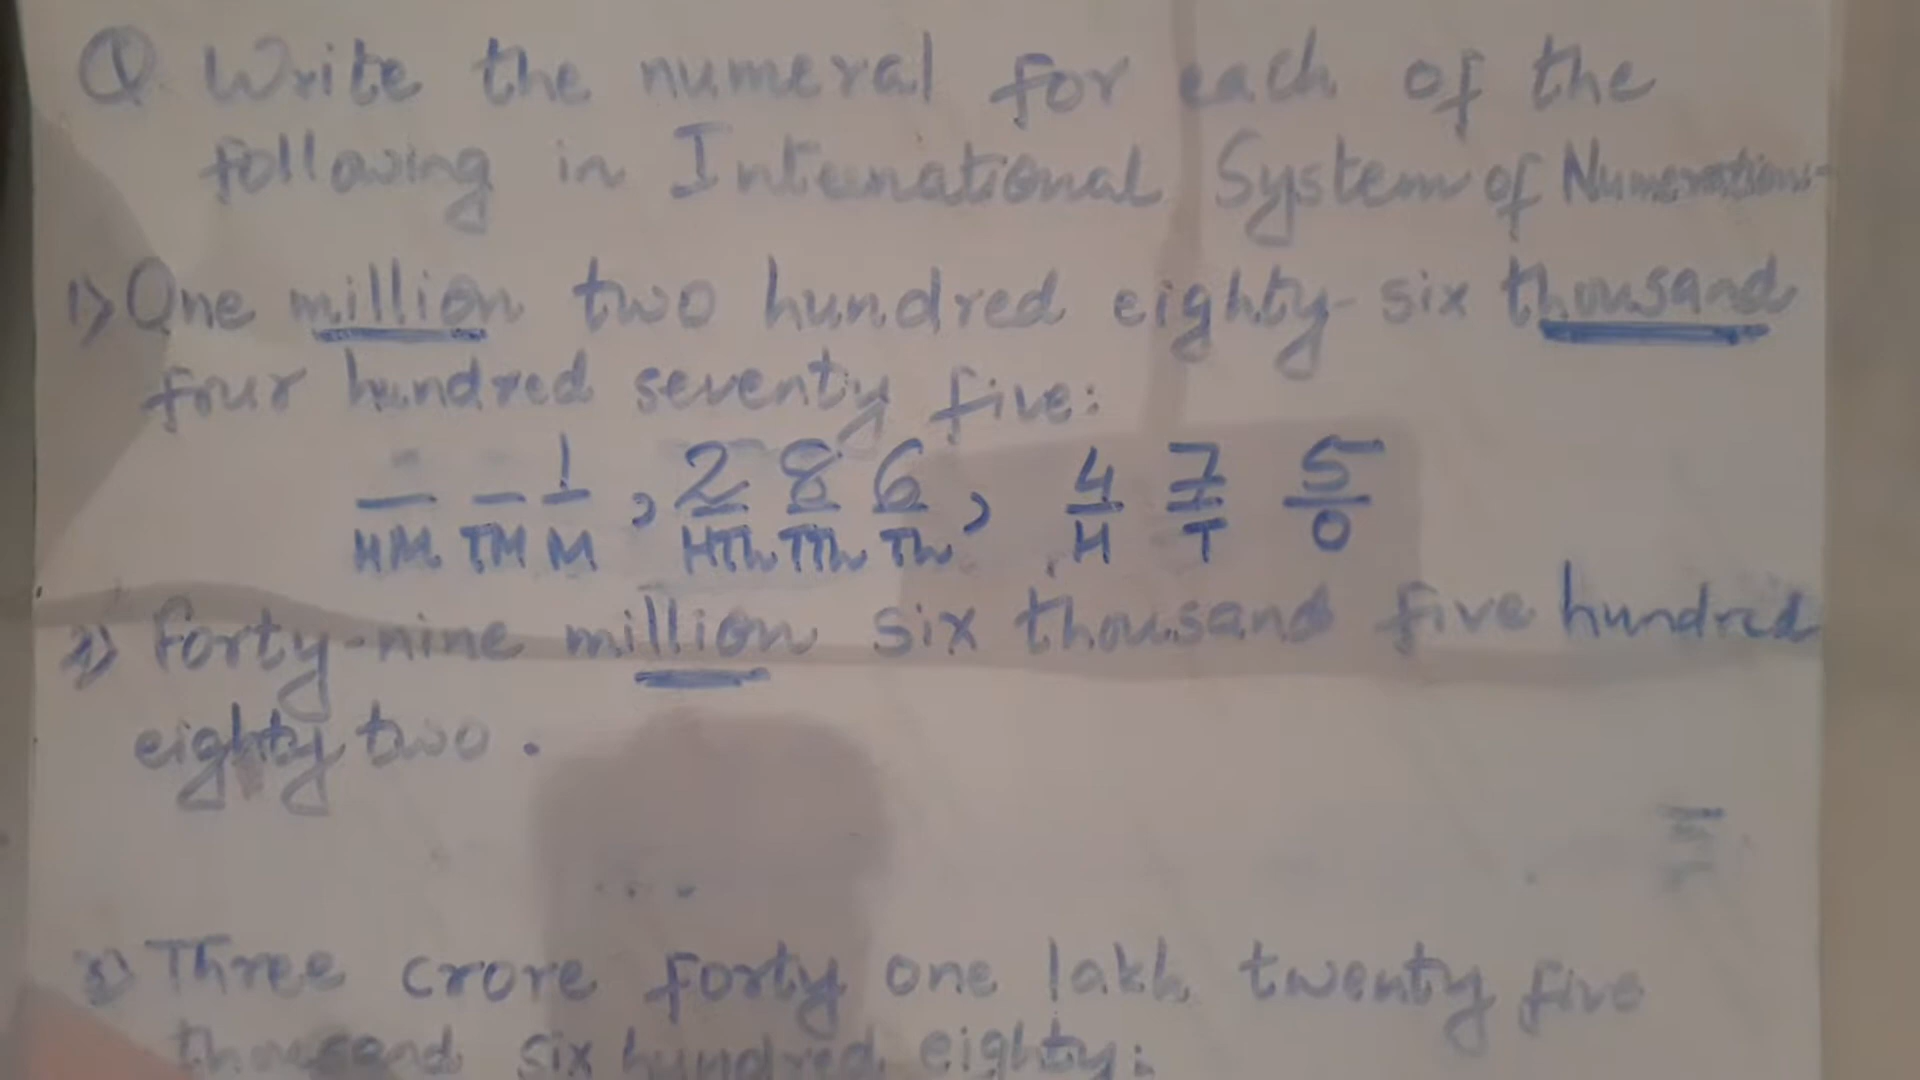 Q Write the numeral for each of the
following in International System of Numeration:-
1) One million two hundred eighty-six thousand
four hundred seventy five:
1, 2 8 6, 4 7 5
HM TM M HTh TTh Th H T O
2) Forty-nine million six thousand five hundred
eighty two.
3) Three crore forty one lakh twenty five
thousand six hundred eighty: